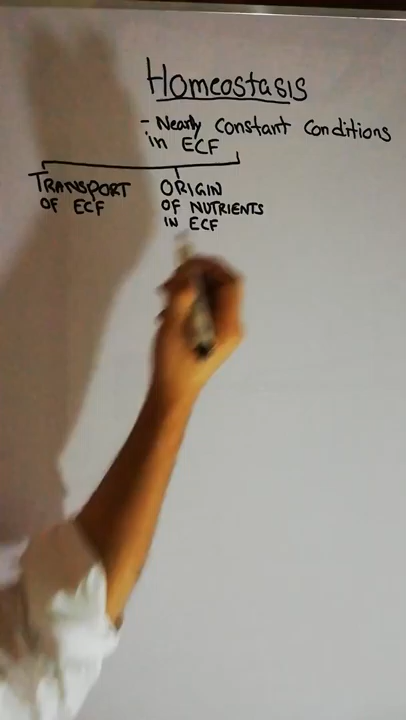 Homeostasis
- Nearly constant conditions
in ECF
TRANSPORT
OF ECF
ORIGIN
OF NUTRIENTS
IN ECF